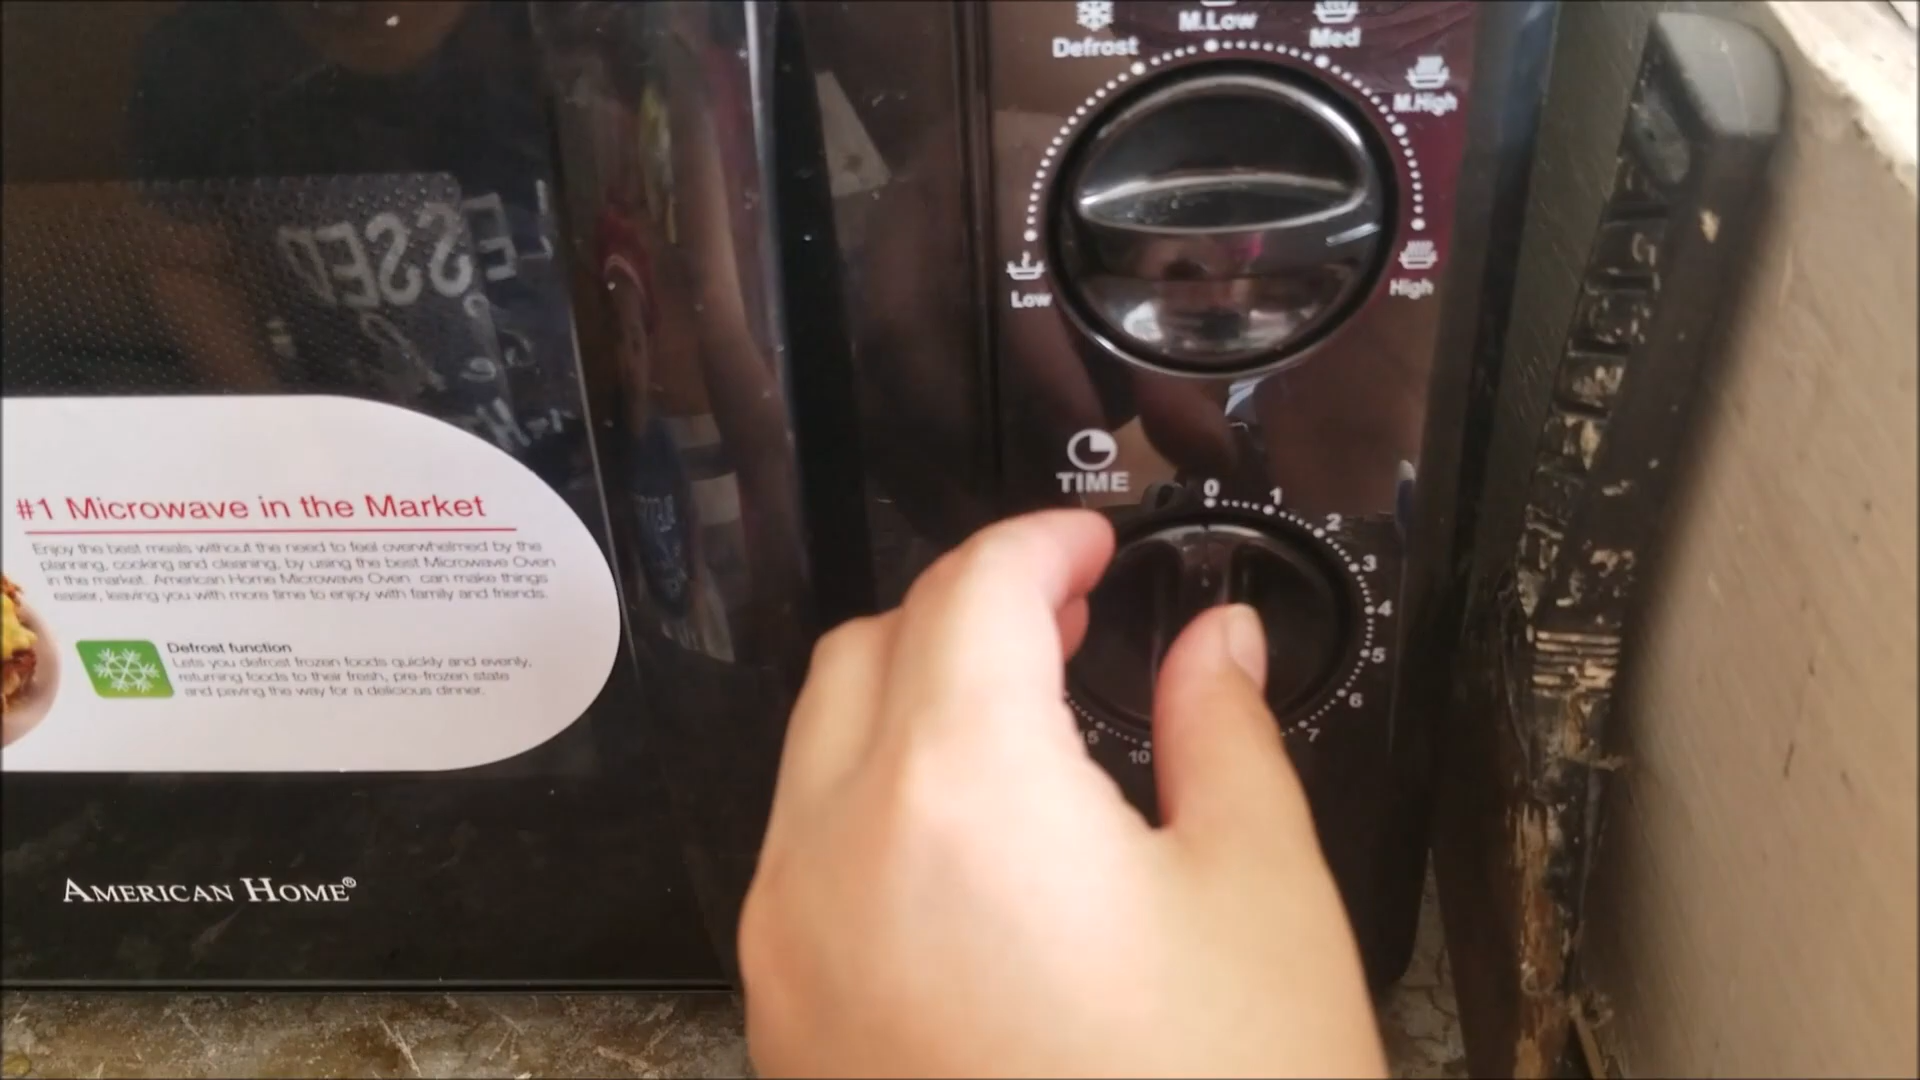 Defrost
M.Low
Med
M.High
Low
High
TIME
0
1
2
3
4
5
6
7
10
15
#1 Microwave in the Market
Enjoy the best meals without the need to feel overwhelmed by the
planning, cooking and cleaning, by using the best Microwave Oven
in the market. American Home Microwave Oven can make things
easier, leaving you with more time to enjoy with family and friends.
Defrost function
Lets you defrost frozen foods quickly and evenly,
returning foods to their fresh, pre-frozen state
and paving the way for a delicious dinner.
AMERICAN HOME®